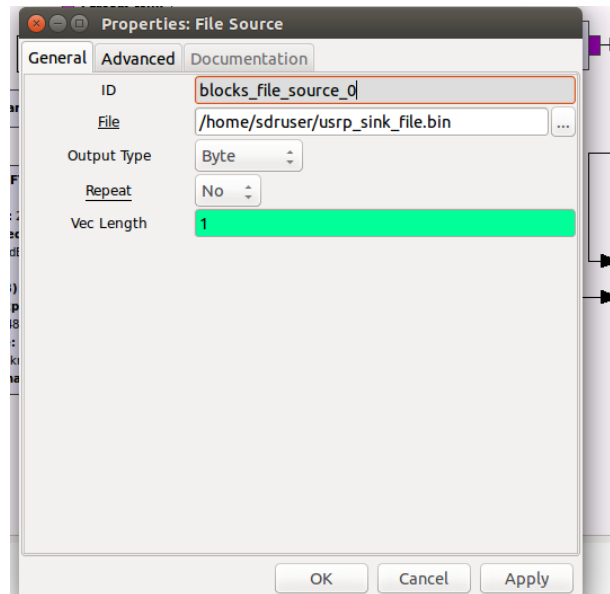 Properties: File Source
General Advanced Documentation
ID blocks_file_source_0
File /home/sdruser/usrp_sink_file.bin ...
Output Type Byte
Repeat No
Vec Length 1
OK Cancel Apply